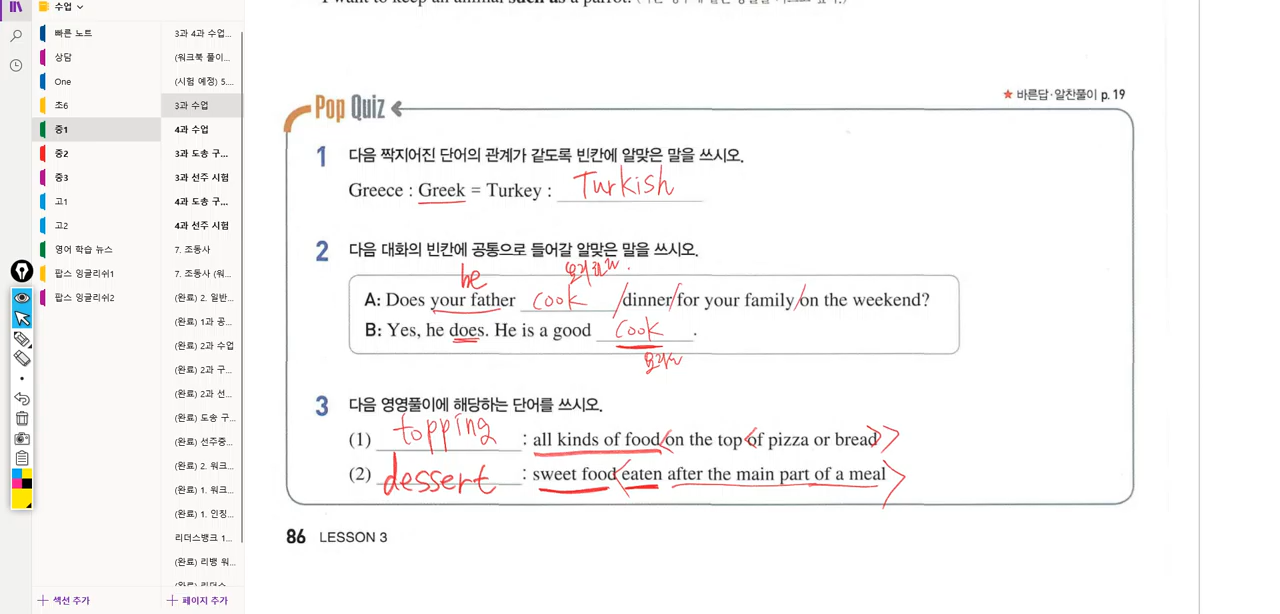 수업
빠른 노트
상담
One
초6
중1
중2
중3
고1
고2
영어 학습 뉴스
팝스 잉글리쉬1
팝스 잉글리쉬2
+ 섹션 추가
3과 4과 수업...
(워크북 풀이...
(시험 예정) 5....
3과 수업
4과 수업
3과 도송 구...
3과 선주 시험
4과 도송 구...
4과 선주 시험
7. 조동사
7. 조동사 (워...
(완료) 2. 일반...
(완료) 1과 공...
(완료) 2과 수업
(완료) 2과 구...
(완료) 2과 선...
(완료) 도송 구...
(완료) 선주중...
(완료) 2. 워크...
(완료) 1. 워크...
(완료) 1. 인칭...
리더스뱅크 1...
(완료) 리뱅 워...
+ 페이지 추가
I want to keep an animal such as a parrot.
Pop Quiz
★ 바른답·알찬풀이 p. 19
1 다음 짝지어진 단어의 관계가 같도록 빈칸에 알맞은 말을 쓰시오.
Greece : Greek = Turkey : Turkish
2 다음 대화의 빈칸에 공통으로 들어갈 알맞은 말을 쓰시오.
he
A: Does your father cook / dinner / for your family / on the weekend?
B: Yes, he does. He is a good cook .
요리사
3 다음 영영풀이에 해당하는 단어를 쓰시오.
(1) topping : all kinds of food < on the top < of pizza or bread >>
(2) dessert : sweet food < eaten after the main part of a meal >
86 LESSON 3